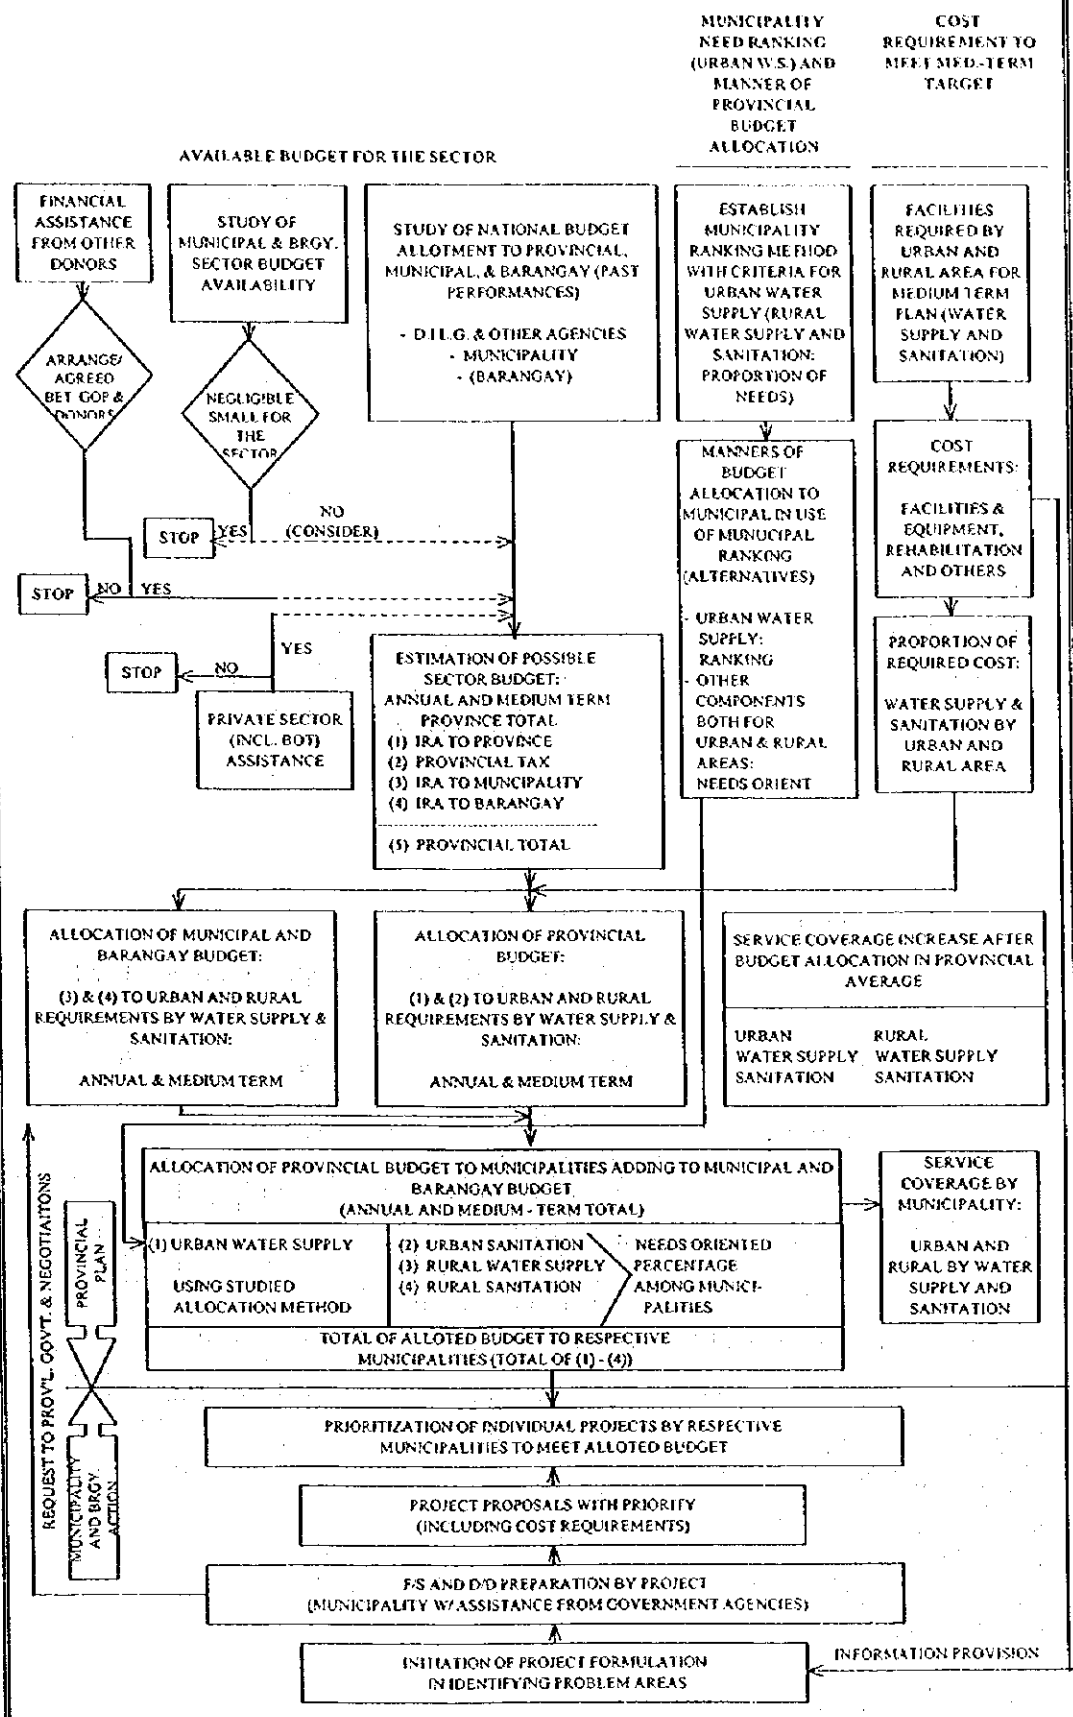 MUNICIPALITY
NEED RANKING
(URBAN W.S.) AND
MANNER OF
PROVINCIAL
BUDGET
ALLOCATION
COST
REQUIREMENT TO
MEET MED.-TERM
TARGET
AVAILABLE BUDGET FOR THE SECTOR
FINANCIAL
ASSISTANCE
FROM OTHER
DONORS
STUDY OF
MUNICIPAL & BRGY.
SECTOR BUDGET
AVAILABILITY
STUDY OF NATIONAL BUDGET
ALLOTMENT TO PROVINCIAL,
MUNICIPAL, & BARANGAY (PAST
PERFORMANCES)
- D.I.L.G. & OTHER AGENCIES
- MUNICIPALITY
- (BARANGAY)
ESTABLISH
MUNICIPALITY
RANKING METHOD
WITH CRITERIA FOR
URBAN WATER
SUPPLY (RURAL
WATER SUPPLY AND
SANITATION:
PROPORTION OF
NEEDS)
FACILITIES
REQUIRED BY
URBAN AND
RURAL AREA FOR
MEDIUM TERM
PLAN (WATER
SUPPLY AND
SANITATION)
ARRANGE/
AGREED
BET. GOP &
DONORS
NEGLIGIBLE
SMALL FOR
THE
SECTOR
MANNERS OF
BUDGET
ALLOCATION TO
MUNICIPAL IN USE
OF MUNUCIPAL
RANKING
(ALTERNATIVES)
- URBAN WATER
SUPPLY:
RANKING
- OTHER
COMPONENTS
BOTH FOR
URBAN & RURAL
AREAS:
NEEDS ORIENT
COST
REQUIREMENTS:
FACILITIES &
EQUIPMENT,
REHABILITATION
AND OTHERS
STOP
YES
NO
(CONSIDER)
STOP
NO
YES
YES
STOP
NO
PRIVATE SECTOR
(INCL. BOT)
ASSISTANCE
ESTIMATION OF POSSIBLE
SECTOR BUDGET:
ANNUAL AND MEDIUM TERM
PROVINCE TOTAL
(1) IRA TO PROVINCE
(2) PROVINCIAL TAX
(3) IRA TO MUNICIPALITY
(4) IRA TO BARANGAY
(5) PROVINCIAL TOTAL
PROPORTION OF
REQUIRED COST:
WATER SUPPLY &
SANITATION BY
URBAN AND
RURAL AREA
ALLOCATION OF MUNICIPAL AND
BARANGAY BUDGET:
(3) & (4) TO URBAN AND RURAL
REQUIREMENTS BY WATER SUPPLY &
SANITATION:
ANNUAL & MEDIUM TERM
ALLOCATION OF PROVINCIAL
BUDGET:
(1) & (2) TO URBAN AND RURAL
REQUIREMENTS BY WATER SUPPLY &
SANITATION:
ANNUAL & MEDIUM TERM
SERVICE COVERAGE INCREASE AFTER
BUDGET ALLOCATION IN PROVINCIAL
AVERAGE
URBAN
WATER SUPPLY
SANITATION
RURAL
WATER SUPPLY
SANITATION
ALLOCATION OF PROVINCIAL BUDGET TO MUNICIPALITIES ADDING TO MUNICIPAL AND
BARANGAY BUDGET
(ANNUAL AND MEDIUM - TERM TOTAL)
(1) URBAN WATER SUPPLY
USING STUDIED
ALLOCATION METHOD
(2) URBAN SANITATION
(3) RURAL WATER SUPPLY
(4) RURAL SANITATION
NEEDS ORIENTED
PERCENTAGE
AMONG MUNICI-
PALITIES
TOTAL OF ALLOTED BUDGET TO RESPECTIVE
MUNICIPALITIES (TOTAL OF (1) - (4))
SERVICE
COVERAGE BY
MUNICIPALITY:
URBAN AND
RURAL BY WATER
SUPPLY AND
SANITATION
REQUEST TO PROV'L. GOVT. & NEGOTIAITONS
PROVINCIAL
PLAN
MUNICIPALITY
AND BRGY.
ACTION
PRIORITIZATION OF INDIVIDUAL PROJECTS BY RESPECTIVE
MUNICIPALITIES TO MEET ALLOTED BUDGET
PROJECT PROPOSALS WITH PRIORITY
(INCLUDING COST REQUIREMENTS)
F/S AND D/D PREPARATION BY PROJECT
(MUNICIPALITY W/ ASSISTANCE FROM GOVERNMENT AGENCIES)
INITIATION OF PROJECT FORMULATION
IN IDENTIFYING PROBLEM AREAS
INFORMATION PROVISION